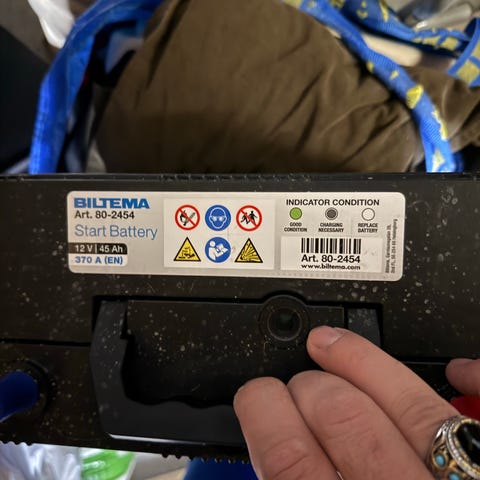 BILTEMA
Art. 80-2454
Start Battery
12 V | 45 Ah
370 A (EN)
INDICATOR CONDITION
GOOD CONDITION
CHARGING NECESSARY
REPLACE BATTERY
Art. 80-2454
www.biltema.com